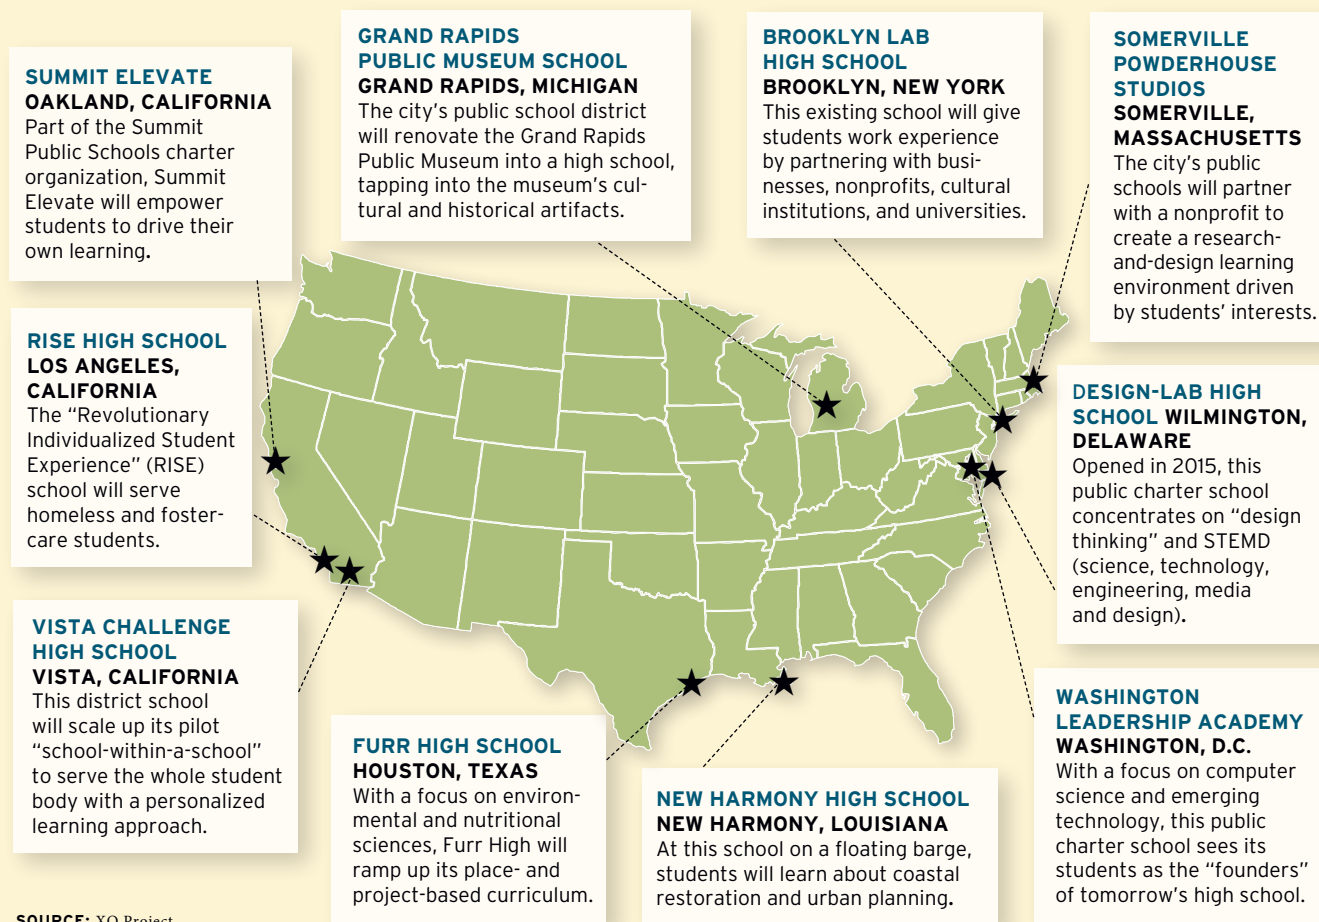 SUMMIT ELEVATE
OAKLAND, CALIFORNIA
Part of the Summit
Public Schools charter
organization, Summit
Elevate will empower
students to drive their
own learning.
GRAND RAPIDS
PUBLIC MUSEUM SCHOOL
GRAND RAPIDS, MICHIGAN
The city's public school district
will renovate the Grand Rapids
Public Museum into a high school,
tapping into the museum's cul-
tural and historical artifacts.
BROOKLYN LAB
HIGH SCHOOL
BROOKLYN, NEW YORK
This existing school will give
students work experience
by partnering with busi-
nesses, nonprofits, cultural
institutions, and universities.
SOMERVILLE
POWDERHOUSE
STUDIOS
SOMERVILLE,
MASSACHUSETTS
The city's public
schools will partner
with a nonprofit to
create a research-
and-design learning
environment driven
by students' interests.
RISE HIGH SCHOOL
LOS ANGELES,
CALIFORNIA
The “Revolutionary
Individualized Student
Experience” (RISE)
school will serve
homeless and foster-
care students.
DESIGN-LAB HIGH
SCHOOL WILMINGTON,
DELAWARE
Opened in 2015, this
public charter school
concentrates on “design
thinking” and STEMD
(science, technology,
engineering, media
and design).
VISTA CHALLENGE
HIGH SCHOOL
VISTA, CALIFORNIA
This district school
will scale up its pilot
“school-within-a-school”
to serve the whole student
body with a personalized
learning approach.
FURR HIGH SCHOOL
HOUSTON, TEXAS
With a focus on environ-
mental and nutritional
sciences, Furr High will
ramp up its place- and
project-based curriculum.
NEW HARMONY HIGH SCHOOL
NEW HARMONY, LOUISIANA
At this school on a floating barge,
students will learn about coastal
restoration and urban planning.
WASHINGTON
LEADERSHIP ACADEMY
WASHINGTON, D.C.
With a focus on computer
science and emerging
technology, this public
charter school sees its
students as the “founders”
of tomorrow's high school.
SOURCE: XQ Project